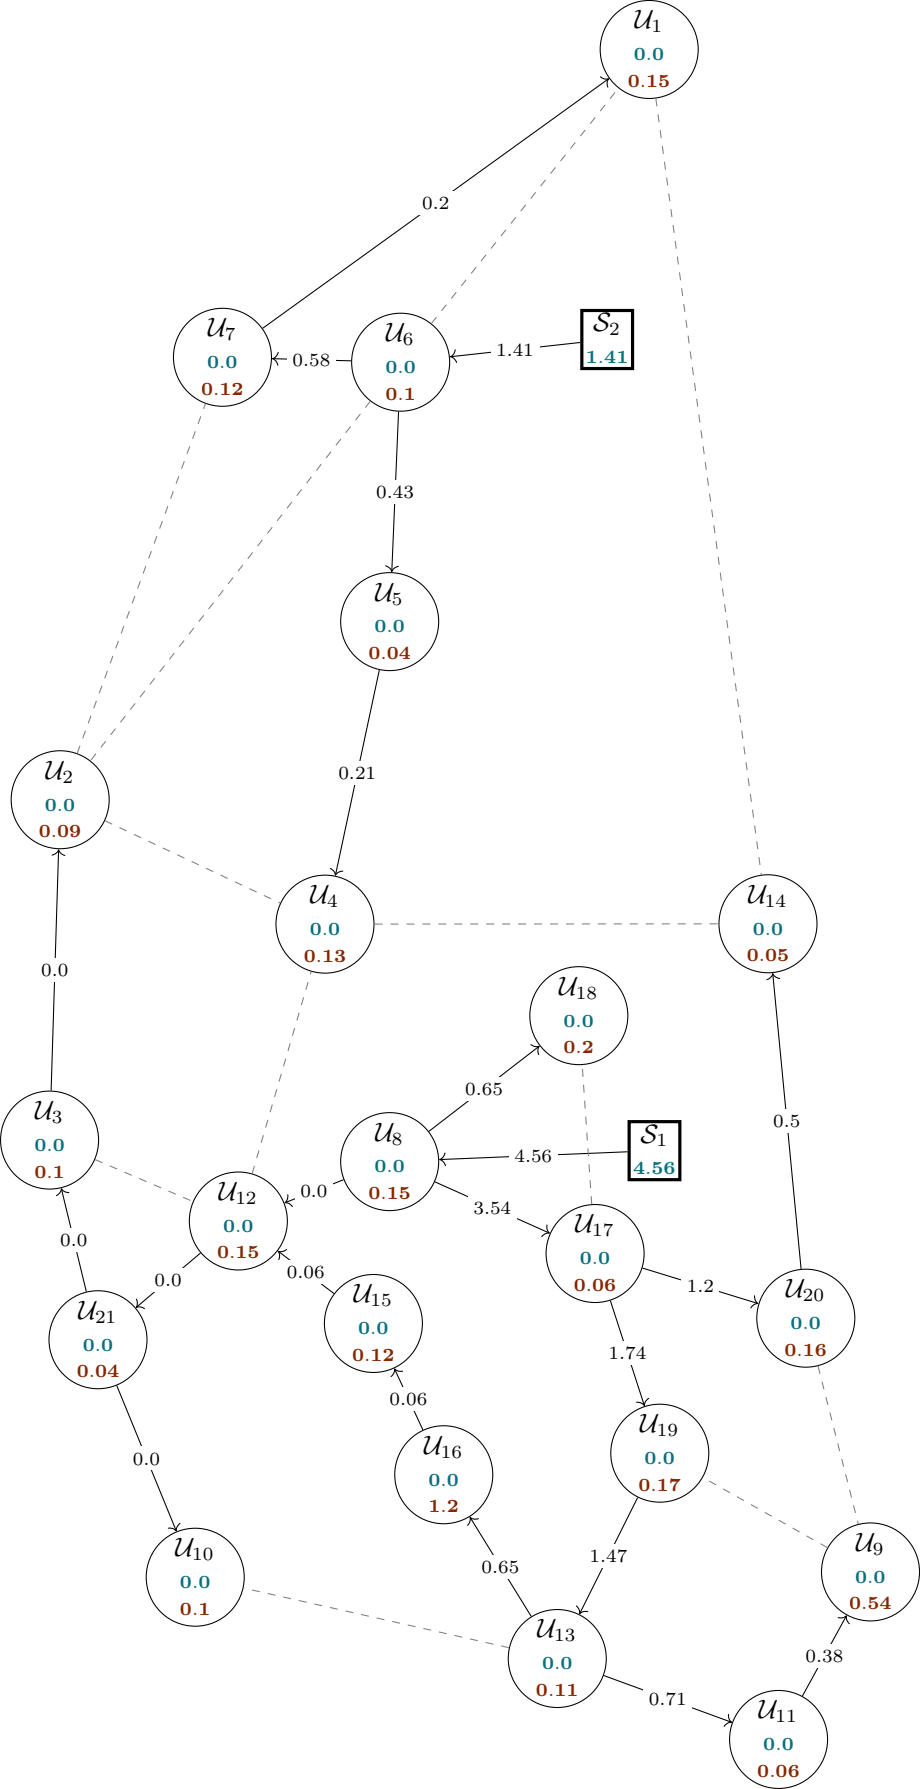 𝒰₁
0.0
0.15
0.2
𝒰₇
0.0
0.12
0.58
𝒰₆
0.0
0.1
1.41
𝒮₂
1.41
0.43
𝒰₅
0.0
0.04
0.21
𝒰₂
0.0
0.09
𝒰₄
0.0
0.13
𝒰₁₄
0.0
0.05
0.0
𝒰₁₈
0.0
0.2
0.65
0.5
𝒰₃
0.0
0.1
𝒰₈
0.0
0.15
4.56
𝒮₁
4.56
𝒰₁₂
0.0
0.15
0.0
3.54
𝒰₁₇
0.0
0.06
0.0
0.0
0.06
1.2
𝒰₂₁
0.0
0.04
𝒰₁₅
0.0
0.12
𝒰₂₀
0.0
0.16
1.74
0.06
0.0
𝒰₁₆
0.0
1.2
𝒰₁₉
0.0
0.17
𝒰₁₀
0.0
0.1
0.65
1.47
𝒰₉
0.0
0.54
𝒰₁₃
0.0
0.11
0.38
0.71
𝒰₁₁
0.0
0.06